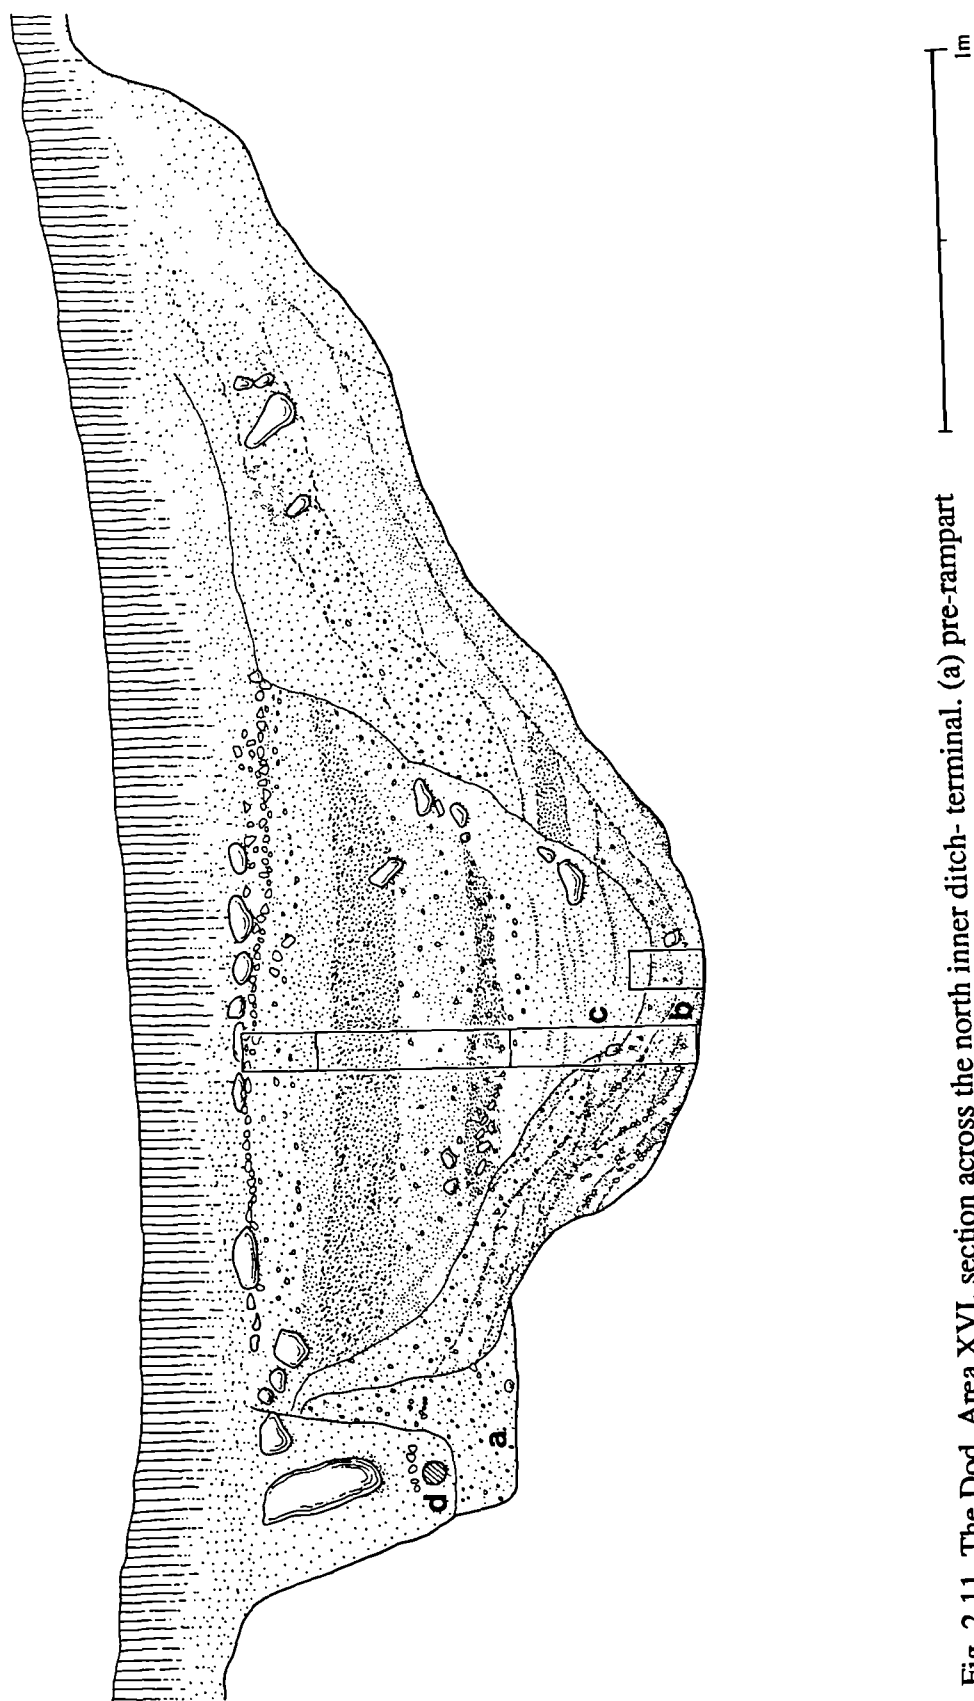 1m
d
a
c
b
Fig. 2.11 The Dod, Area XVI, section across the north inner ditch- terminal. (a) pre-rampart